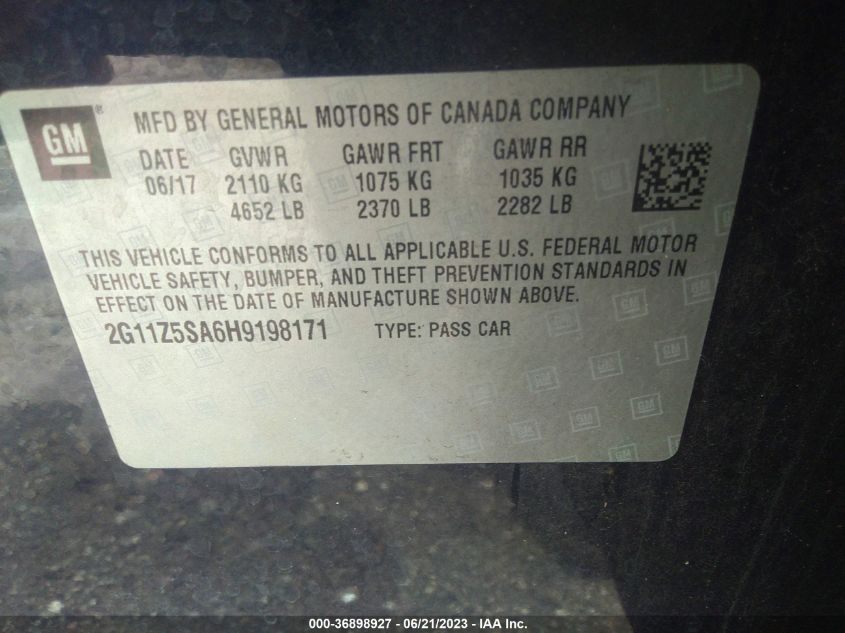 GM ®
MFD BY GENERAL MOTORS OF CANADA COMPANY
DATE GVWR GAWR FRT GAWR RR
06/17 2110 KG 1075 KG 1035 KG
4652 LB 2370 LB 2282 LB
THIS VEHICLE CONFORMS TO ALL APPLICABLE U.S. FEDERAL MOTOR
VEHICLE SAFETY, BUMPER, AND THEFT PREVENTION STANDARDS IN
EFFECT ON THE DATE OF MANUFACTURE SHOWN ABOVE.
2G11Z5SA6H9198171 TYPE: PASS CAR
000-36898927 - 06/21/2023 - IAA Inc.